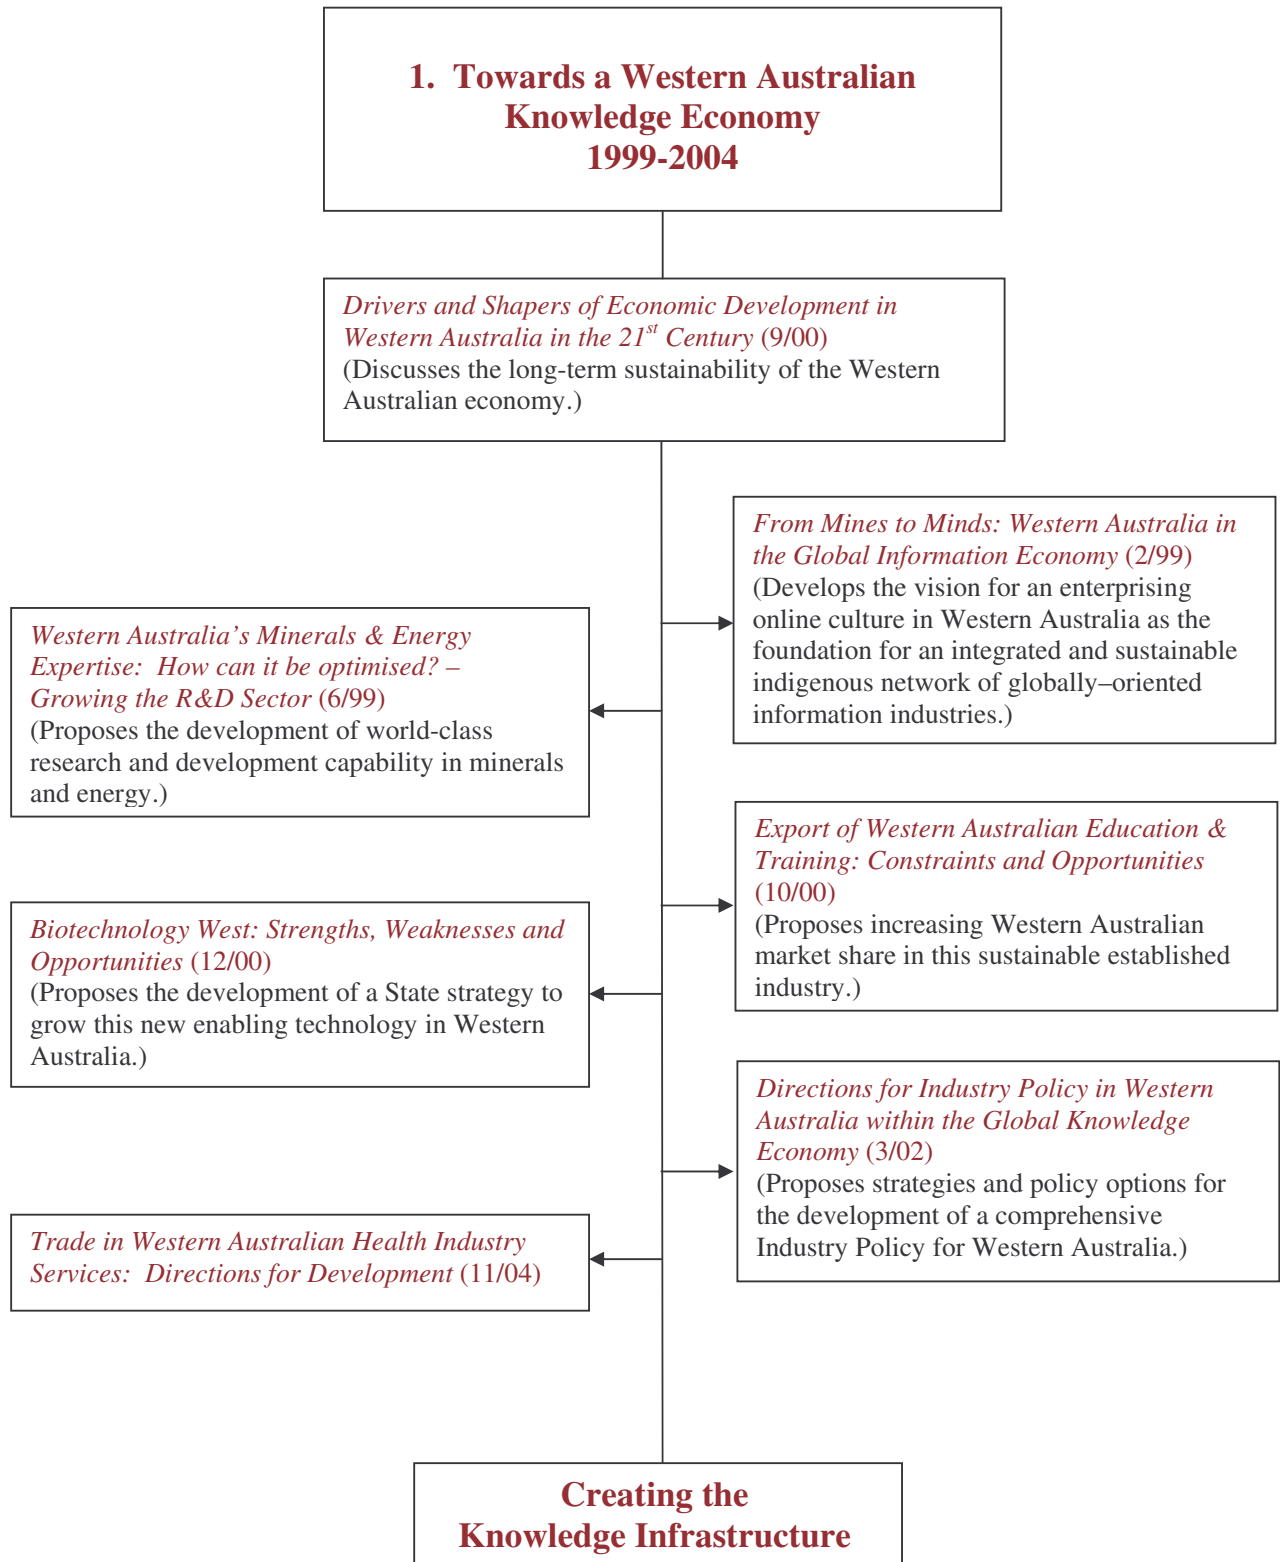 1. Towards a Western Australian
Knowledge Economy
1999-2004
Drivers and Shapers of Economic Development in
Western Australia in the 21st Century (9/00)
(Discusses the long-term sustainability of the Western
Australian economy.)
From Mines to Minds: Western Australia in
the Global Information Economy (2/99)
(Develops the vision for an enterprising
online culture in Western Australia as the
foundation for an integrated and sustainable
indigenous network of globally–oriented
information industries.)
Western Australia’s Minerals & Energy
Expertise: How can it be optimised? –
Growing the R&D Sector (6/99)
(Proposes the development of world-class
research and development capability in minerals
and energy.)
Export of Western Australian Education &
Training: Constraints and Opportunities
(10/00)
(Proposes increasing Western Australian
market share in this sustainable established
industry.)
Biotechnology West: Strengths, Weaknesses and
Opportunities (12/00)
(Proposes the development of a State strategy to
grow this new enabling technology in Western
Australia.)
Directions for Industry Policy in Western
Australia within the Global Knowledge
Economy (3/02)
(Proposes strategies and policy options for
the development of a comprehensive
Industry Policy for Western Australia.)
Trade in Western Australian Health Industry
Services: Directions for Development (11/04)
Creating the
Knowledge Infrastructure